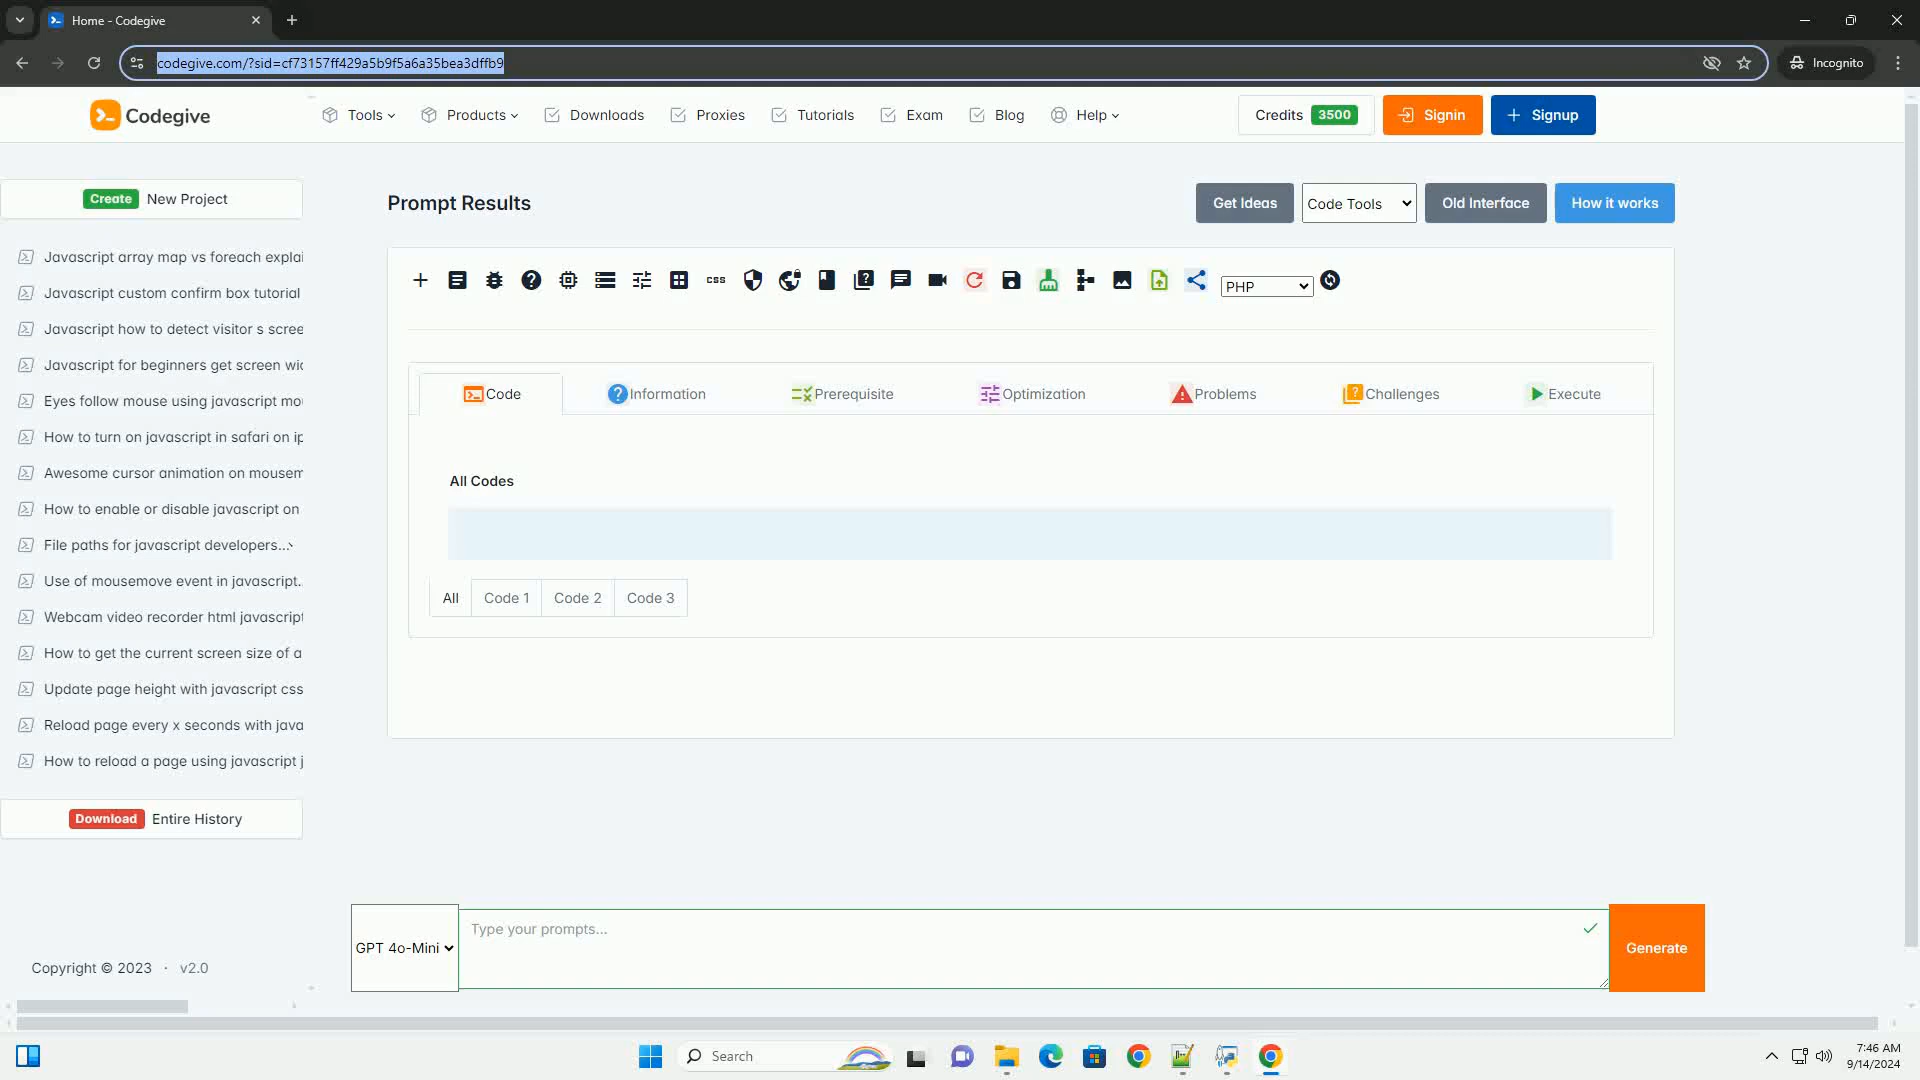 Home - Codegive
codegive.com/?sid=cf73157ff429a5b9f5a6a35bea3dffb9
Incognito
Codegive
Tools
Products
Downloads
Proxies
Tutorials
Exam
Blog
Help
Credits 3500
Signin
Signup
Create New Project
Javascript array map vs foreach explai
Javascript custom confirm box tutorial
Javascript how to detect visitor s scree
Javascript for beginners get screen wid
Eyes follow mouse using javascript mo
How to turn on javascript in safari on ip
Awesome cursor animation on mousem
How to enable or disable javascript on
File paths for javascript developers...
Use of mousemove event in javascript.
Webcam video recorder html javascript
How to get the current screen size of a
Update page height with javascript css
Reload page every x seconds with java
How to reload a page using javascript j
Download Entire History
Copyright © 2023 · v2.0
Prompt Results
Get Ideas
Code Tools
Old Interface
How it works
css
PHP
Code
Information
Prerequisite
Optimization
Problems
Challenges
Execute
All Codes
All
Code 1
Code 2
Code 3
GPT 4o-Mini
Type your prompts...
Generate
Search
7:46 AM
9/14/2024